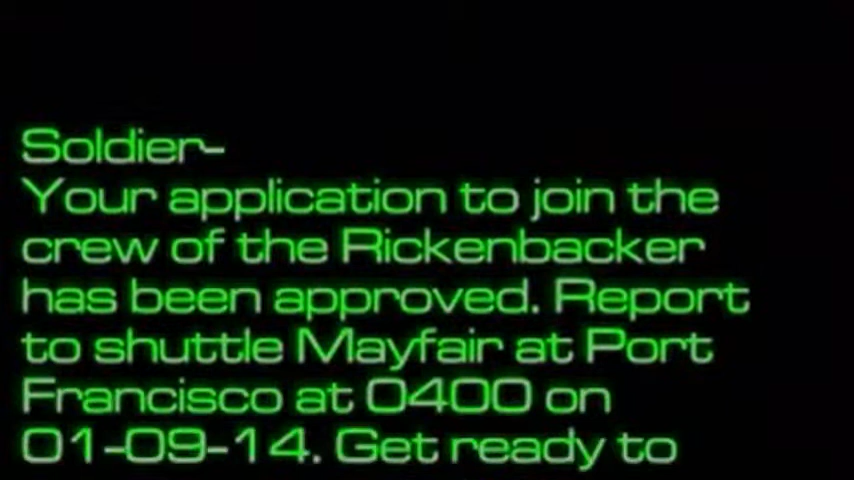 Soldier-
Your application to join the
crew of the Rickenbacker
has been approved. Report
to shuttle Mayfair at Port
Francisco at 0400 on
01-09-14. Get ready to